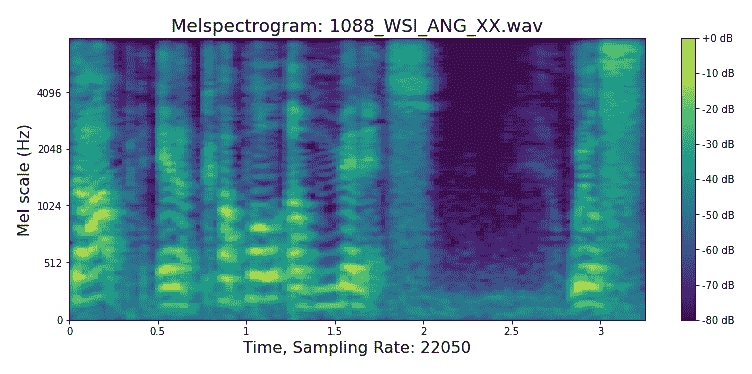 Melspectrogram: 1088_WSI_ANG_XX.wav
Mel scale (Hz)
4096
2048
1024
512
0
0
0.5
1
1.5
2
2.5
3
Time, Sampling Rate: 22050
+0 dB
-10 dB
-20 dB
-30 dB
-40 dB
-50 dB
-60 dB
-70 dB
-80 dB